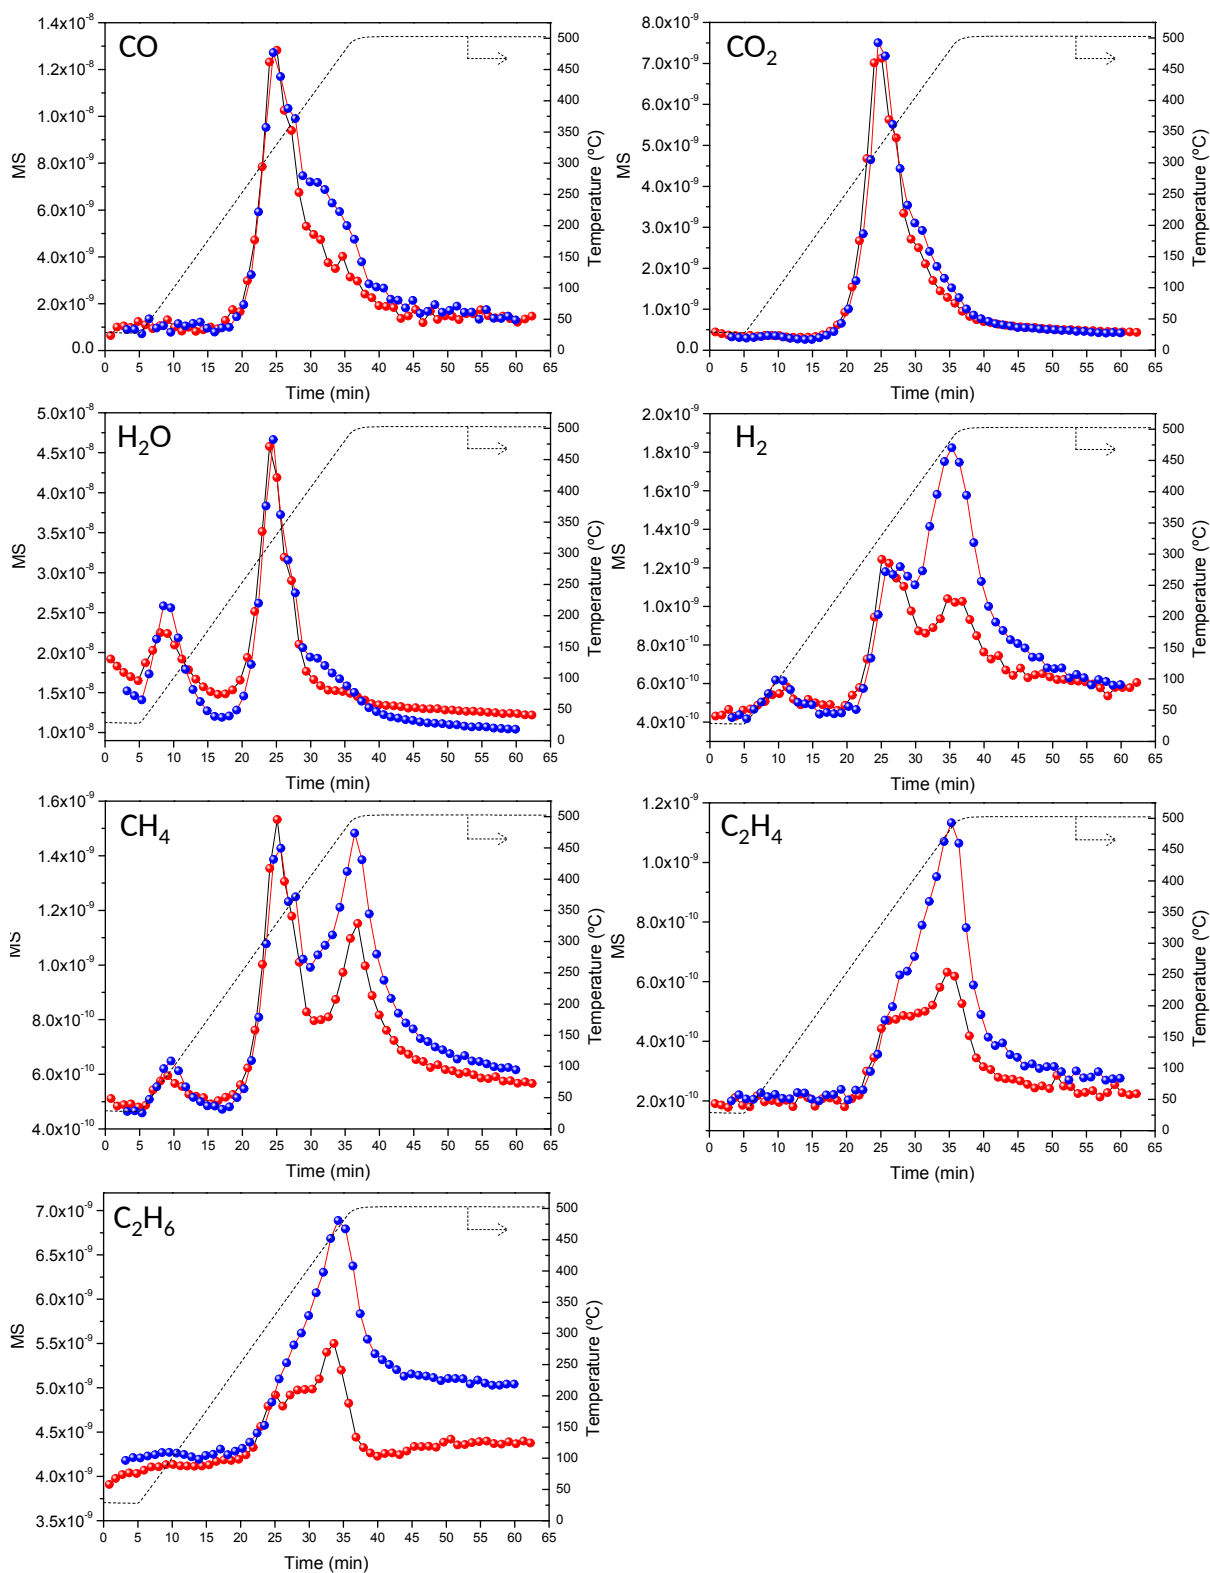 CO
MS
1.4x10⁻⁸
1.2x10⁻⁸
1.0x10⁻⁸
8.0x10⁻⁹
6.0x10⁻⁹
4.0x10⁻⁹
2.0x10⁻⁹
0.0
0 5 10 15 20 25 30 35 40 45 50 55 60 65
Time (min)
500
450
400
350
300
250
200
150
100
50
0
Temperature (ºC)
CO₂
MS
8.0x10⁻⁹
7.0x10⁻⁹
6.0x10⁻⁹
5.0x10⁻⁹
4.0x10⁻⁹
3.0x10⁻⁹
2.0x10⁻⁹
1.0x10⁻⁹
0.0
0 5 10 15 20 25 30 35 40 45 50 55 60 65
Time (min)
500
450
400
350
300
250
200
150
100
50
0
Temperature (ºC)
H₂O
MS
5.0x10⁻⁸
4.5x10⁻⁸
4.0x10⁻⁸
3.5x10⁻⁸
3.0x10⁻⁸
2.5x10⁻⁸
2.0x10⁻⁸
1.5x10⁻⁸
1.0x10⁻⁸
0 5 10 15 20 25 30 35 40 45 50 55 60 65
Time (min)
500
450
400
350
300
250
200
150
100
50
0
Temperature (ºC)
H₂
MS
2.0x10⁻⁹
1.8x10⁻⁹
1.6x10⁻⁹
1.4x10⁻⁹
1.2x10⁻⁹
1.0x10⁻⁹
8.0x10⁻¹⁰
6.0x10⁻¹⁰
4.0x10⁻¹⁰
0 5 10 15 20 25 30 35 40 45 50 55 60 65
Time (min)
500
450
400
350
300
250
200
150
100
50
0
Temperature (ºC)
CH₄
MS
1.6x10⁻⁹
1.4x10⁻⁹
1.2x10⁻⁹
1.0x10⁻⁹
8.0x10⁻¹⁰
6.0x10⁻¹⁰
4.0x10⁻¹⁰
0 5 10 15 20 25 30 35 40 45 50 55 60 65
Time (min)
500
450
400
350
300
250
200
150
100
50
0
Temperature (ºC)
C₂H₄
MS
1.2x10⁻⁹
1.0x10⁻⁹
8.0x10⁻¹⁰
6.0x10⁻¹⁰
4.0x10⁻¹⁰
2.0x10⁻¹⁰
0 5 10 15 20 25 30 35 40 45 50 55 60 65
Time (min)
500
450
400
350
300
250
200
150
100
50
0
Temperature (ºC)
C₂H₆
MS
7.0x10⁻⁹
6.5x10⁻⁹
6.0x10⁻⁹
5.5x10⁻⁹
5.0x10⁻⁹
4.5x10⁻⁹
4.0x10⁻⁹
3.5x10⁻⁹
0 5 10 15 20 25 30 35 40 45 50 55 60 65
Time (min)
500
450
400
350
300
250
200
150
100
50
0
Temperature (ºC)